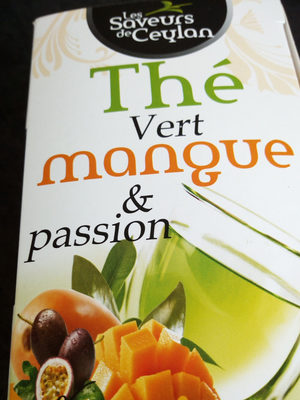 Les
Saveurs
de Ceylan
Thé
Vert
mangue
&
passion